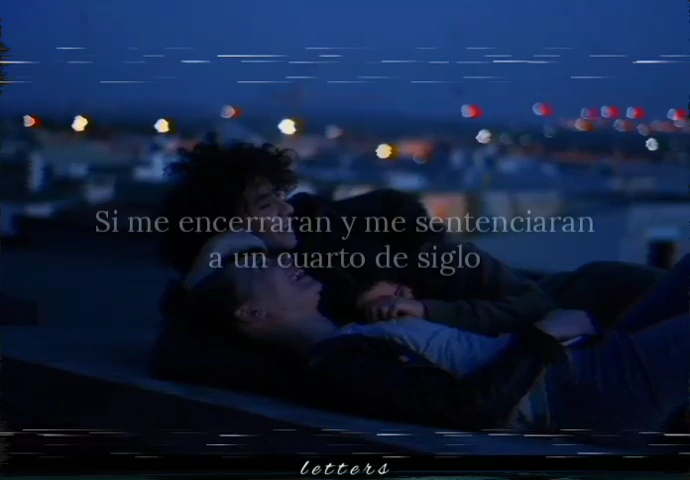 Si me encerraran y me sentenciaran
a un cuarto de siglo
letters